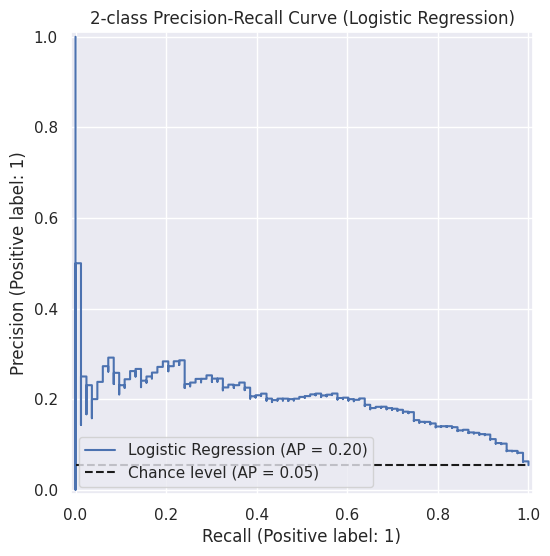 2-class Precision-Recall Curve (Logistic Regression)
1.0
0.8
0.6
0.4
0.2
0.0
Precision (Positive label: 1)
Logistic Regression (AP = 0.20)
Chance level (AP = 0.05)
0.0 0.2 0.4 0.6 0.8 1.0
Recall (Positive label: 1)